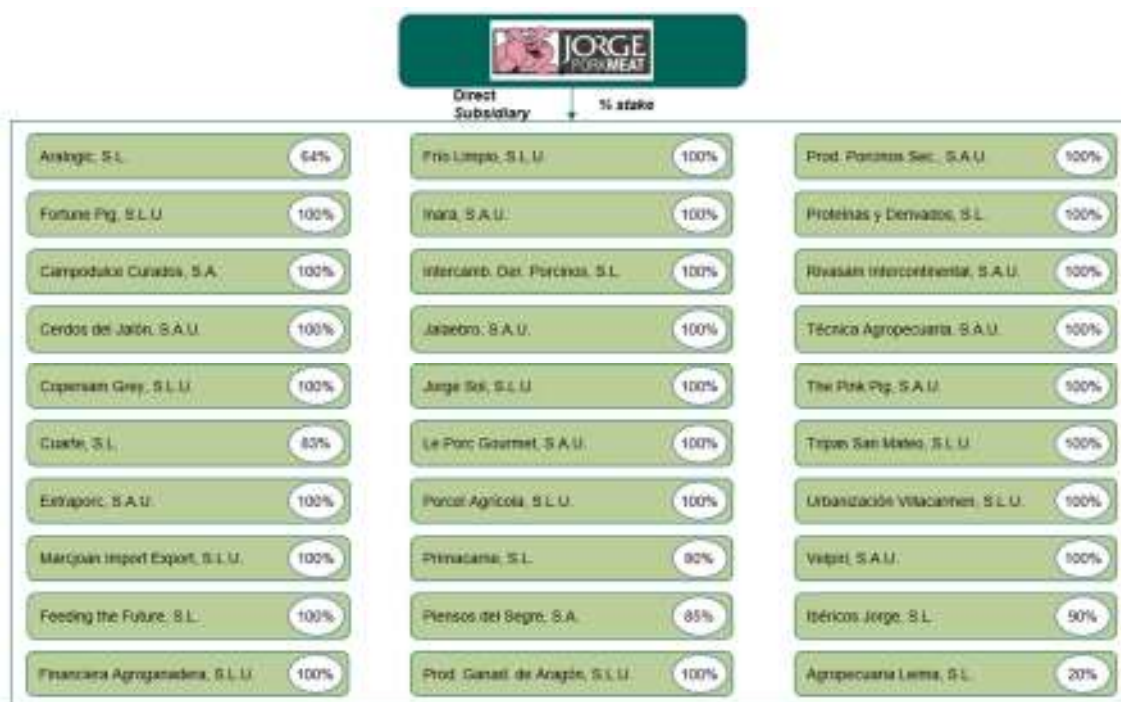 JORGE
PORKMEAT
Direct
Subsidiary
% stake
Aralogic, S.L. 64%
Fortune Pig, S.L.U. 100%
Campodulce Curados, S.A. 100%
Cerdos del Jalón, S.A.U. 100%
Copersam Grey, S.L.U. 100%
Cuarte, S.L. 83%
Extraporc, S.A.U. 100%
Marcjoan Import Export, S.L.U. 100%
Feeding the Future, S.L. 100%
Financiera Agroganadera, S.L.U. 100%
Frio Limpio, S.L.U. 100%
Inara, S.A.U. 100%
Intercamb. Der. Porcinos, S.L. 100%
Jalaebro, S.A.U. 100%
Jorge Sol, S.L.U. 100%
Le Porc Gourmet, S.A.U. 100%
Porcel Agrícola, S.L.U. 100%
Primacarne, S.L. 80%
Piensos del Segre, S.A. 85%
Prod. Ganad. de Aragón, S.L.U. 100%
Prod. Porcinos Sec., S.A.U. 100%
Proteínas y Derivados, S.L. 100%
Rivasam Intercontinental, S.A.U. 100%
Técnica Agropecuaria, S.A.U. 100%
The Pink Pig, S.A.U. 100%
Tripas San Mateo, S.L.U. 100%
Urbanización Villacarmen, S.L.U. 100%
S.A.U. 100%
Ibéricos Jorge, S.L. 90%
Agropecuaria Lerma, S.L. 20%